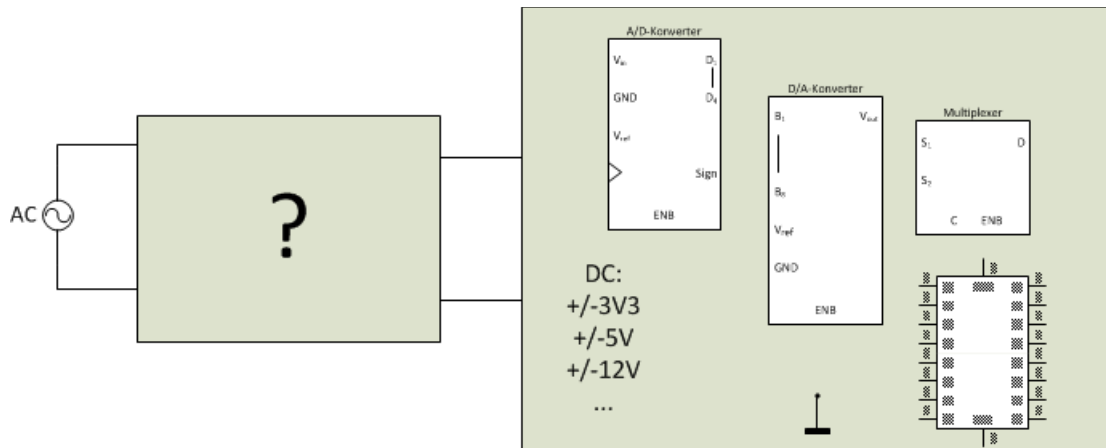 AC
?
A/D-Konverter
Vin
D1
GND
D4
Vref
Sign
ENB
D/A-Konverter
B1
Vout
B8
Vref
GND
ENB
Multiplexer
S1
D
S2
C
ENB
DC:
+/-3V3
+/-5V
+/-12V
...